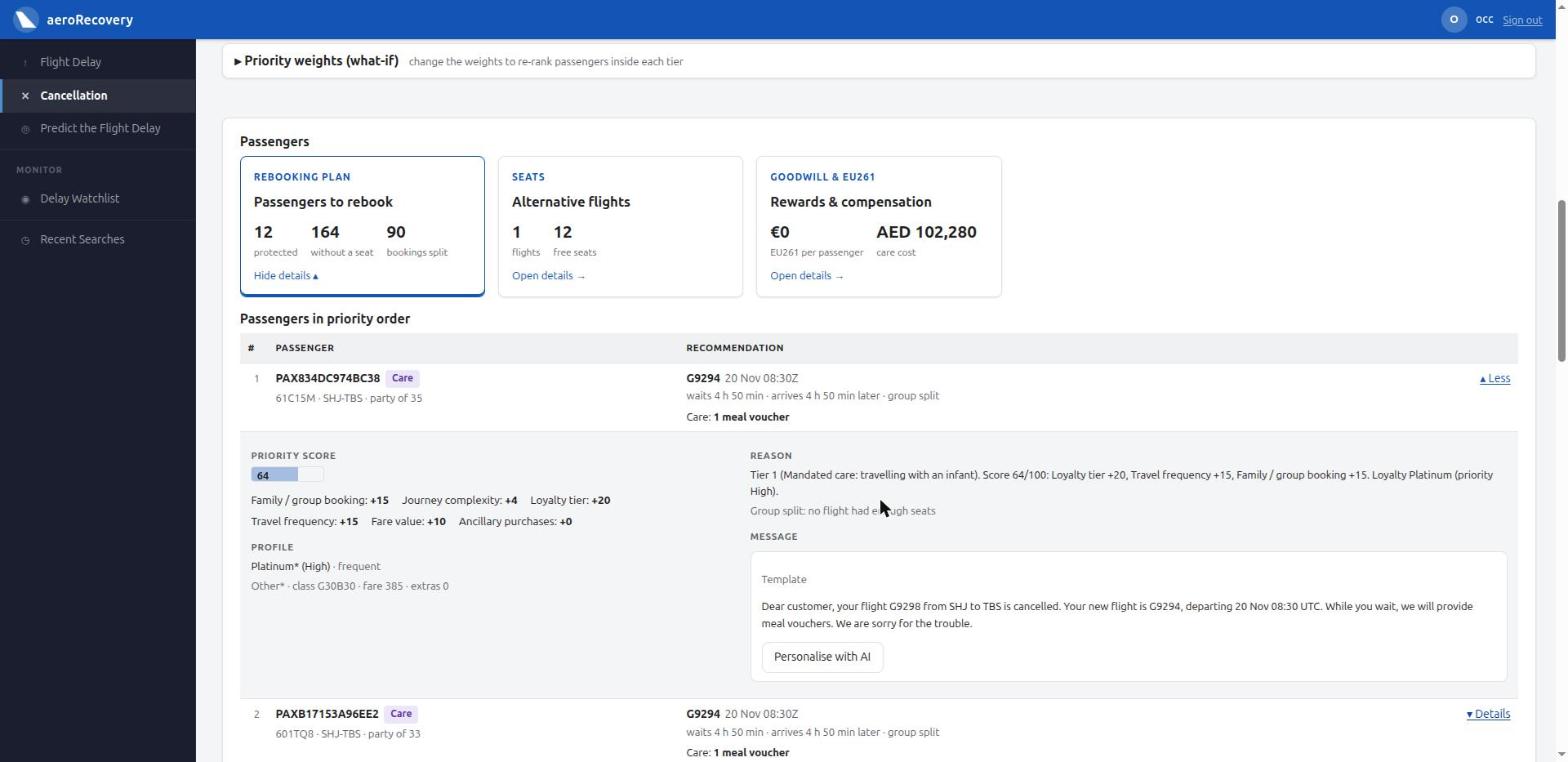 aeroRecovery
O OCC Sign out
↑ Flight Delay
✕ Cancellation
◎ Predict the Flight Delay
MONITOR
◉ Delay Watchlist
◷ Recent Searches
▶ Priority weights (what-if) change the weights to re-rank passengers inside each tier
Passengers
REBOOKING PLAN
Passengers to rebook
12 164 90
protected without a seat bookings split
Hide details ▴
SEATS
Alternative flights
1 12
flights free seats
Open details →
GOODWILL & EU261
Rewards & compensation
€0 AED 102,280
EU261 per passenger care cost
Open details →
Passengers in priority order
# PASSENGER RECOMMENDATION
1 PAX834DC974BC38 Care G9294 20 Nov 08:30Z ▴ Less
61C15M · SHJ-TBS · party of 35 waits 4 h 50 min · arrives 4 h 50 min later · group split
Care: 1 meal voucher
PRIORITY SCORE
64
Family / group booking: +15 Journey complexity: +4 Loyalty tier: +20
Travel frequency: +15 Fare value: +10 Ancillary purchases: +0
PROFILE
Platinum* (High) · frequent
Other* · class G30B30 · fare 385 · extras 0
REASON
Tier 1 (Mandated care: travelling with an infant). Score 64/100: Loyalty tier +20, Travel frequency +15, Family / group booking +15. Loyalty Platinum (priority
High).
Group split: no flight had enough seats
MESSAGE
Template
Dear customer, your flight G9298 from SHJ to TBS is cancelled. Your new flight is G9294, departing 20 Nov 08:30 UTC. While you wait, we will provide
meal vouchers. We are sorry for the trouble.
Personalise with AI
2 PAXB17153A96EE2 Care G9294 20 Nov 08:30Z ▾ Details
601TQ8 · SHJ-TBS · party of 33 waits 4 h 50 min · arrives 4 h 50 min later · group split
Care: 1 meal voucher